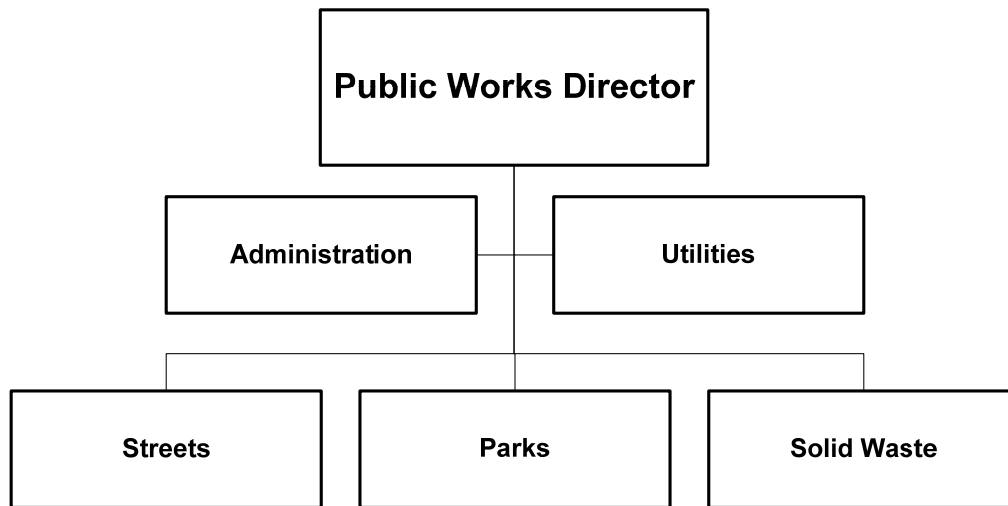 Public Works Director
Administration
Utilities
Streets
Parks
Solid Waste